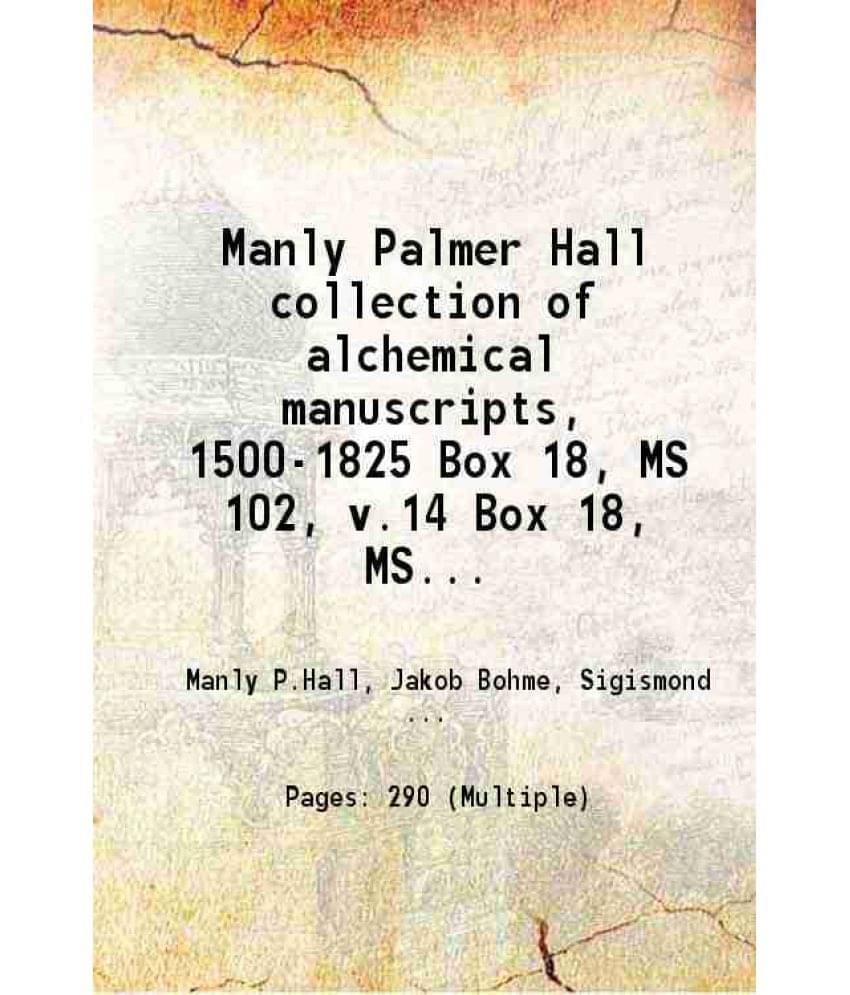 Manly Palmer Hall
collection of
alchemical
manuscripts,
1500-1825 Box 18, MS
102, v.14 Box 18,
MS...
Manly P.Hall, Jakob Bohme, Sigismond
...
Pages: 290 (Multiple)